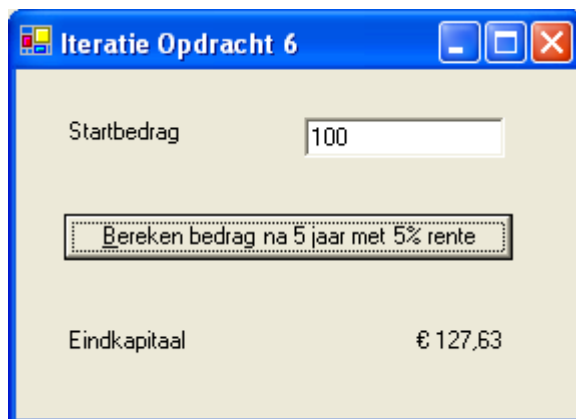 Iteratie Opdracht 6
Startbedrag 100
Bereken bedrag na 5 jaar met 5% rente
Eindkapitaal € 127,63